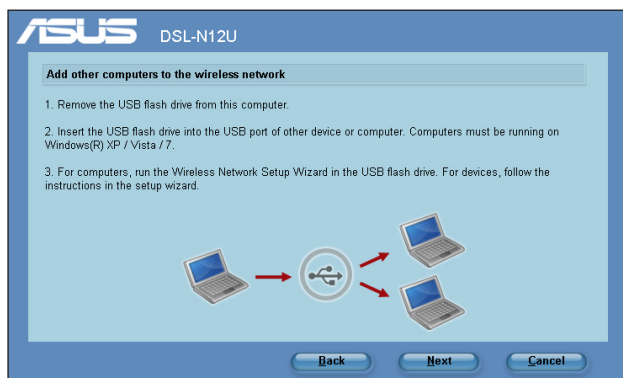 ASUS DSL-N12U
Add other computers to the wireless network
1. Remove the USB flash drive from this computer.
2. Insert the USB flash drive into the USB port of other device or computer. Computers must be running on
Windows(R) XP / Vista / 7.
3. For computers, run the Wireless Network Setup Wizard in the USB flash drive. For devices, follow the
instructions in the setup wizard.
Back Next Cancel